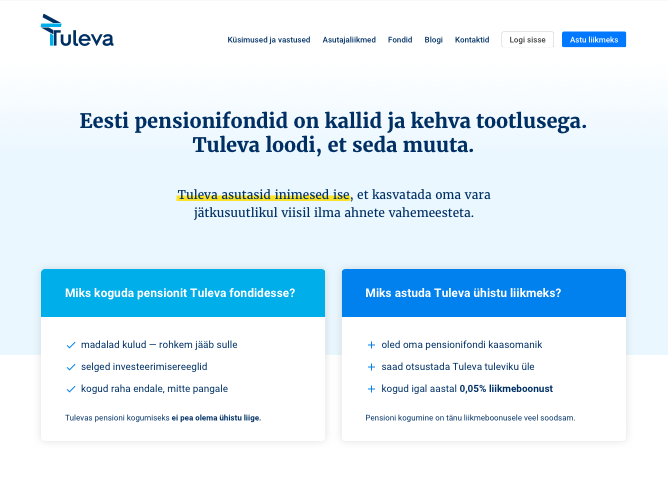 Tuleva
Küsimused ja vastused Asutajaliikmed Fondid Blogi Kontaktid Logi sisse Astu liikmeks
Eesti pensionifondid on kallid ja kehva tootlusega.
Tuleva loodi, et seda muuta.
Tuleva asutasid inimesed ise, et kasvatada oma vara
jätkusuutlikul viisil ilma ahnete vahemeesteta.
Miks koguda pensionit Tuleva fondidesse?
madalad kulud — rohkem jääb sulle
selged investeerimisereeglid
kogud raha endale, mitte pangale
Tulevas pensioni kogumiseks ei pea olema ühistu liige.
Miks astuda Tuleva ühistu liikmeks?
oled oma pensionifondi kaasomanik
saad otsustada Tuleva tuleviku üle
kogud igal aastal 0,05% liikmeboonust
Pensioni kogumine on tänu liikmeboonusele veel soodsam.